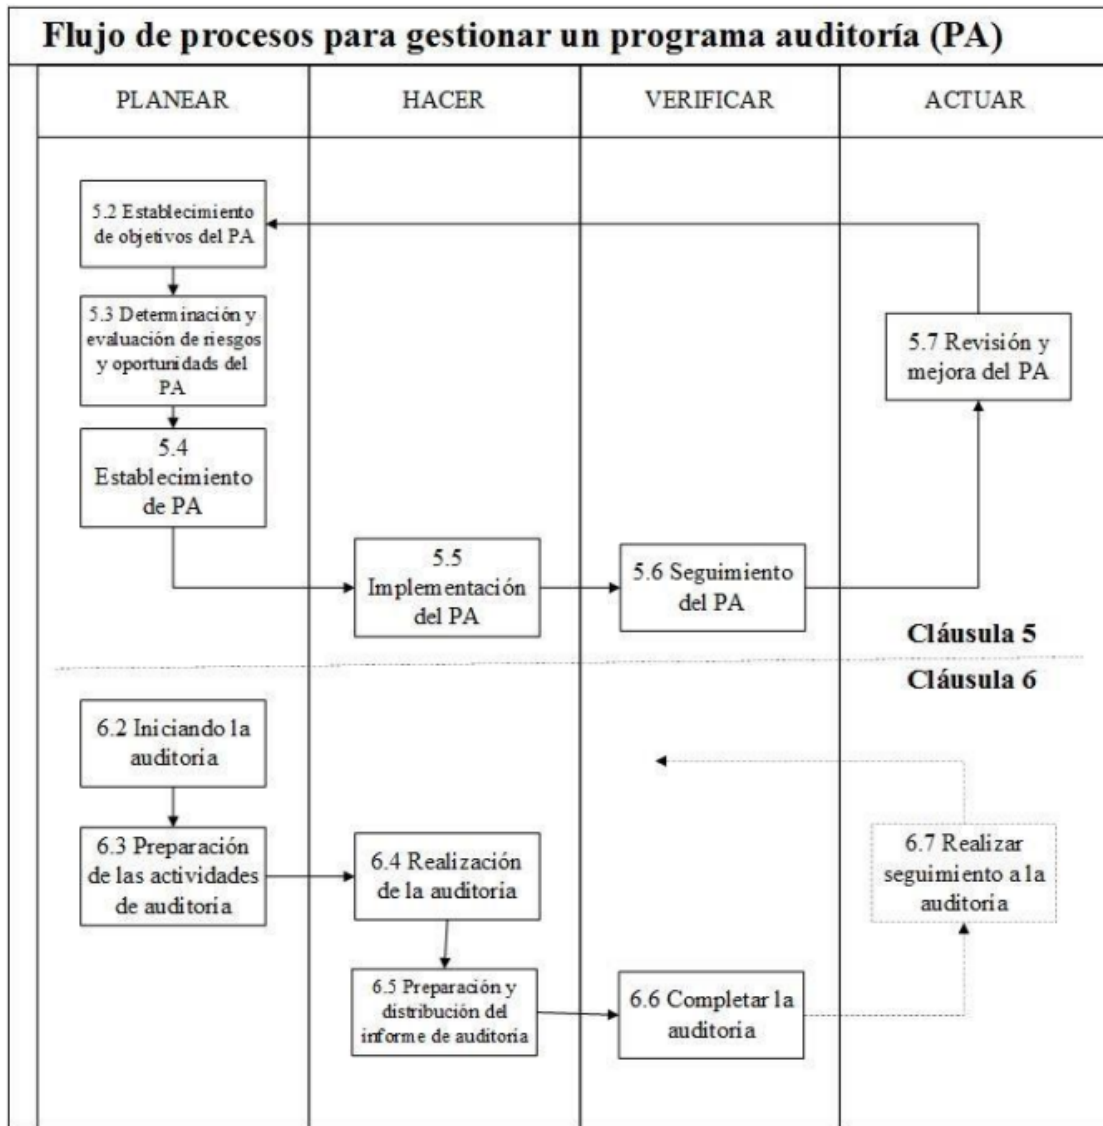 Flujo de procesos para gestionar un programa auditoría (PA)
PLANEAR
HACER
VERIFICAR
ACTUAR
5.2 Establecimiento
de objetivos del PA
5.3 Determinación y
evaluación de riesgos
y oportunidads del
PA
5.4
Establecimiento
de PA
5.5
Implementación
del PA
5.6 Seguimiento
del PA
5.7 Revisión y
mejora del PA
Cláusula 5
Cláusula 6
6.2 Iniciando la
auditoria
6.3 Preparación
de las actividades
de auditoria
6.4 Realización
de la auditoria
6.5 Preparación y
distribución del
informe de auditoria
6.6 Completar la
auditoria
6.7 Realizar
seguimiento a la
auditoria